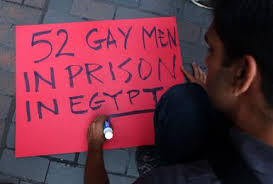 52 GAY MEN
IN PRISON
IN EGYPT